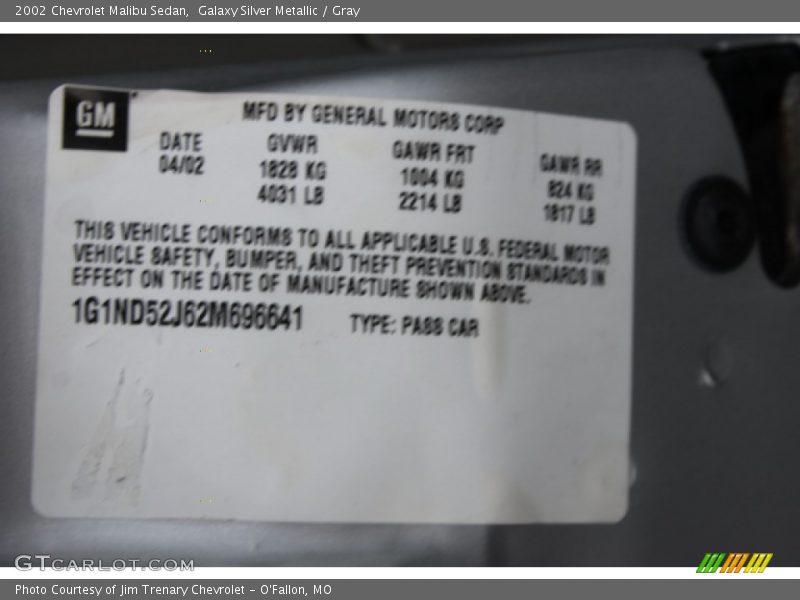 2002 Chevrolet Malibu Sedan,  Galaxy Silver Metallic / Gray
GM
MFD BY GENERAL MOTORS CORP
DATE GVWR GAWR FRT GAWR RR
04/02 1828 KG 1004 KG 824 KG
4031 LB 2214 LB 1817 LB
THIS VEHICLE CONFORMS TO ALL APPLICABLE U.S. FEDERAL MOTOR
VEHICLE SAFETY, BUMPER, AND THEFT PREVENTION STANDARDS IN
EFFECT ON THE DATE OF MANUFACTURE SHOWN ABOVE.
1G1ND52J62M696641 TYPE: PASS CAR
GTCARLOT.COM
Photo Courtesy of Jim Trenary Chevrolet - O'Fallon, MO